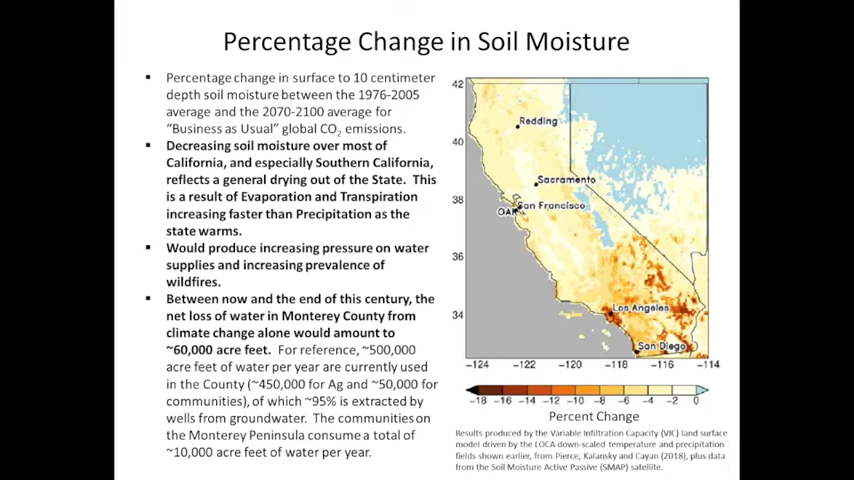 Percentage Change in Soil Moisture
▪ Percentage change in surface to 10 centimeter
depth soil moisture between the 1976-2005
average and the 2070-2100 average for
“Business as Usual” global CO₂ emissions.
▪ Decreasing soil moisture over most of
California, and especially Southern California,
reflects a general drying out of the State. This
is a result of Evaporation and Transpiration
increasing faster than Precipitation as the
state warms.
▪ Would produce increasing pressure on water
supplies and increasing prevalence of
wildfires.
▪ Between now and the end of this century, the
net loss of water in Monterey County from
climate change alone would amount to
~60,000 acre feet. For reference, ~500,000
acre feet of water per year are currently used
in the County (~450,000 for Ag and ~50,000 for
communities), of which ~95% is extracted by
wells from groundwater. The communities on
the Monterey Peninsula consume a total of
~10,000 acre feet of water per year.
42
Redding
40
Sacramento
38
San Francisco
OAK
36
Los Angeles
34
San Diego
-124 -122 -120 -118 -116 -114
-18 -16 -14 -12 -10 -8 -6 -4 -2 0
Percent Change
Results produced by the Variable Infiltration Capacity (VIC) land surface
model driven by the LOCA down-scaled temperature and precipitation
fields shown earlier, from Pierce, Kalansky and Cayan (2018), plus data
from the Soil Moisture Active Passive (SMAP) satellite.